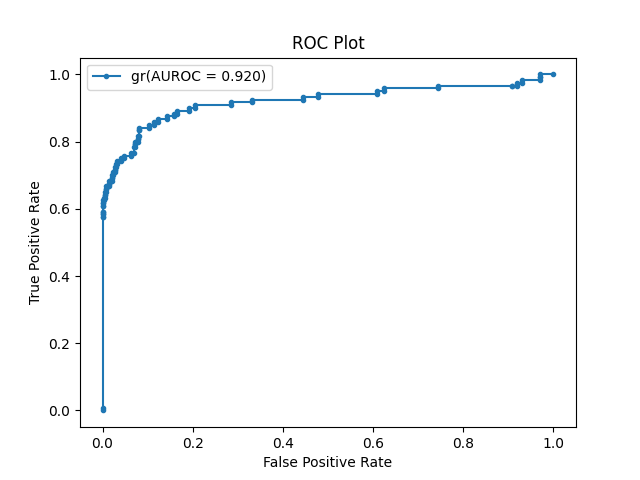 ROC Plot
gr(AUROC = 0.920)
True Positive Rate
1.0
0.8
0.6
0.4
0.2
0.0
0.0 0.2 0.4 0.6 0.8 1.0
False Positive Rate